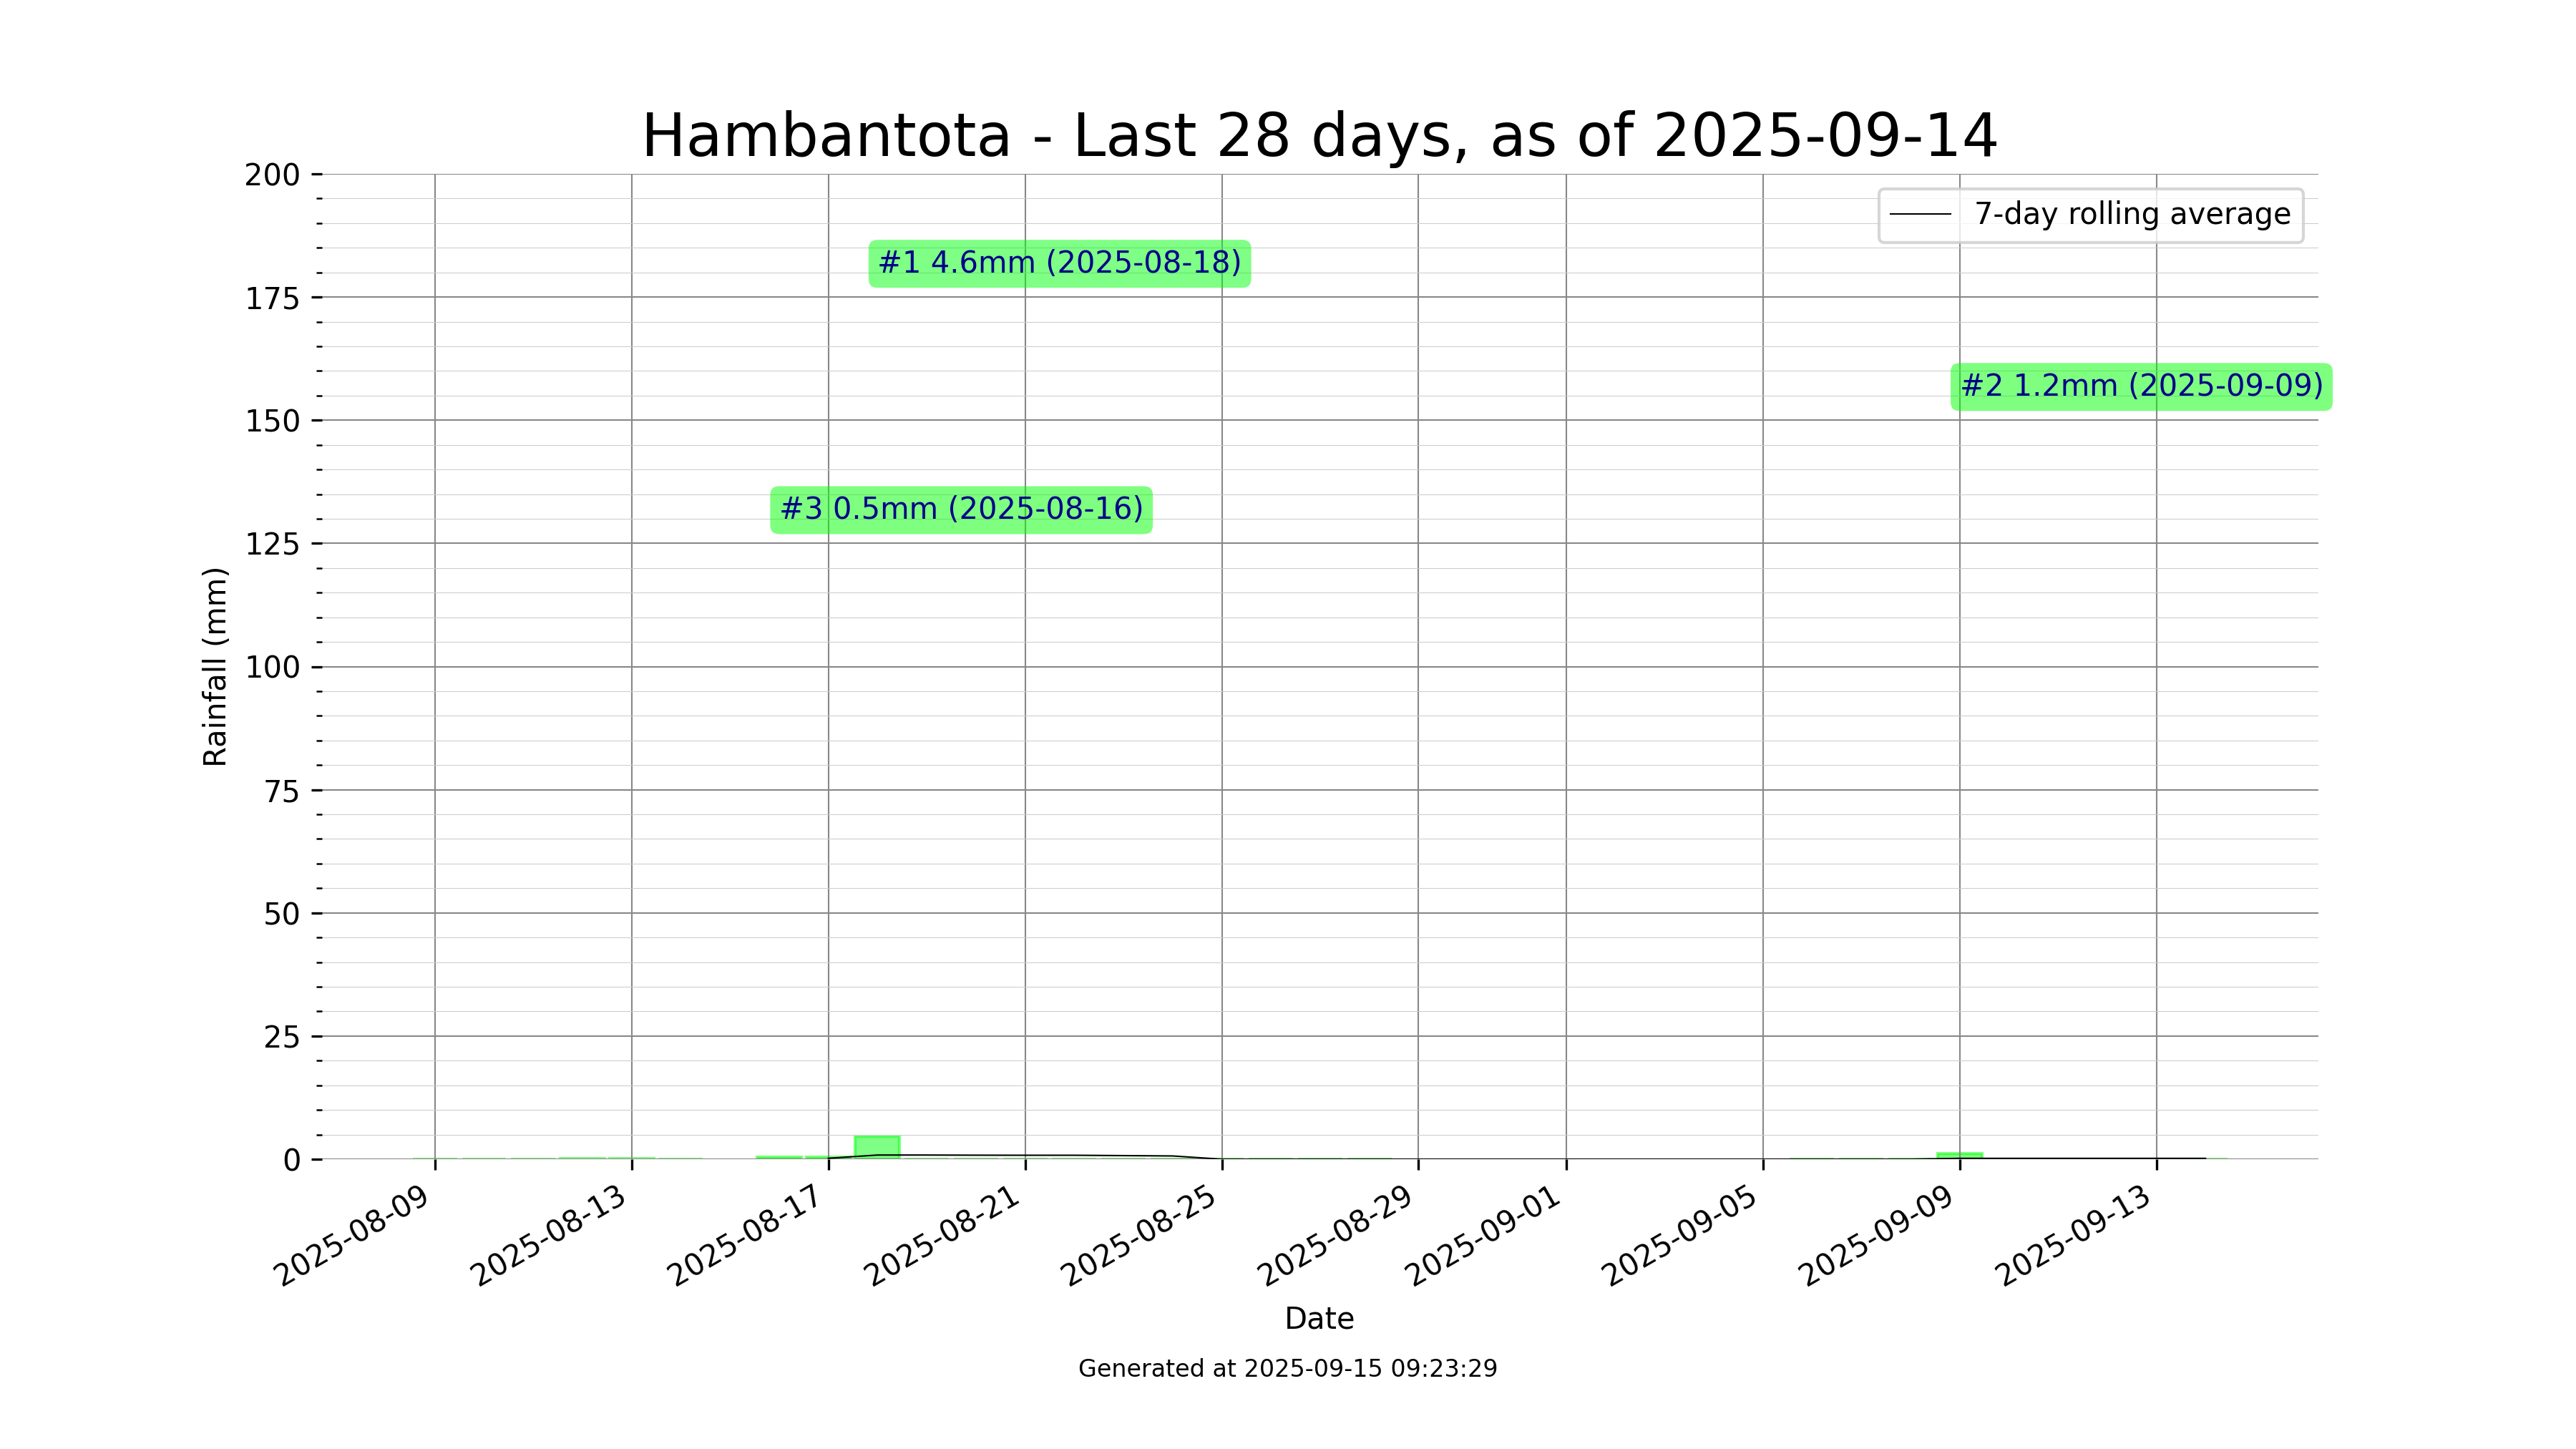 Hambantota - Last 28 days, as of 2025-09-14
200
7-day rolling average
#1 4.6mm (2025-08-18)
175
#2 1.2mm (2025-09-09)
150
#3 0.5mm (2025-08-16)
125
Rainfall (mm)
100
75
50
25
0
2025-08-09
2025-08-13
2025-08-17
2025-08-21
2025-08-25
2025-08-29
2025-09-01
2025-09-05
2025-09-09
2025-09-13
Date
Generated at 2025-09-15 09:23:29